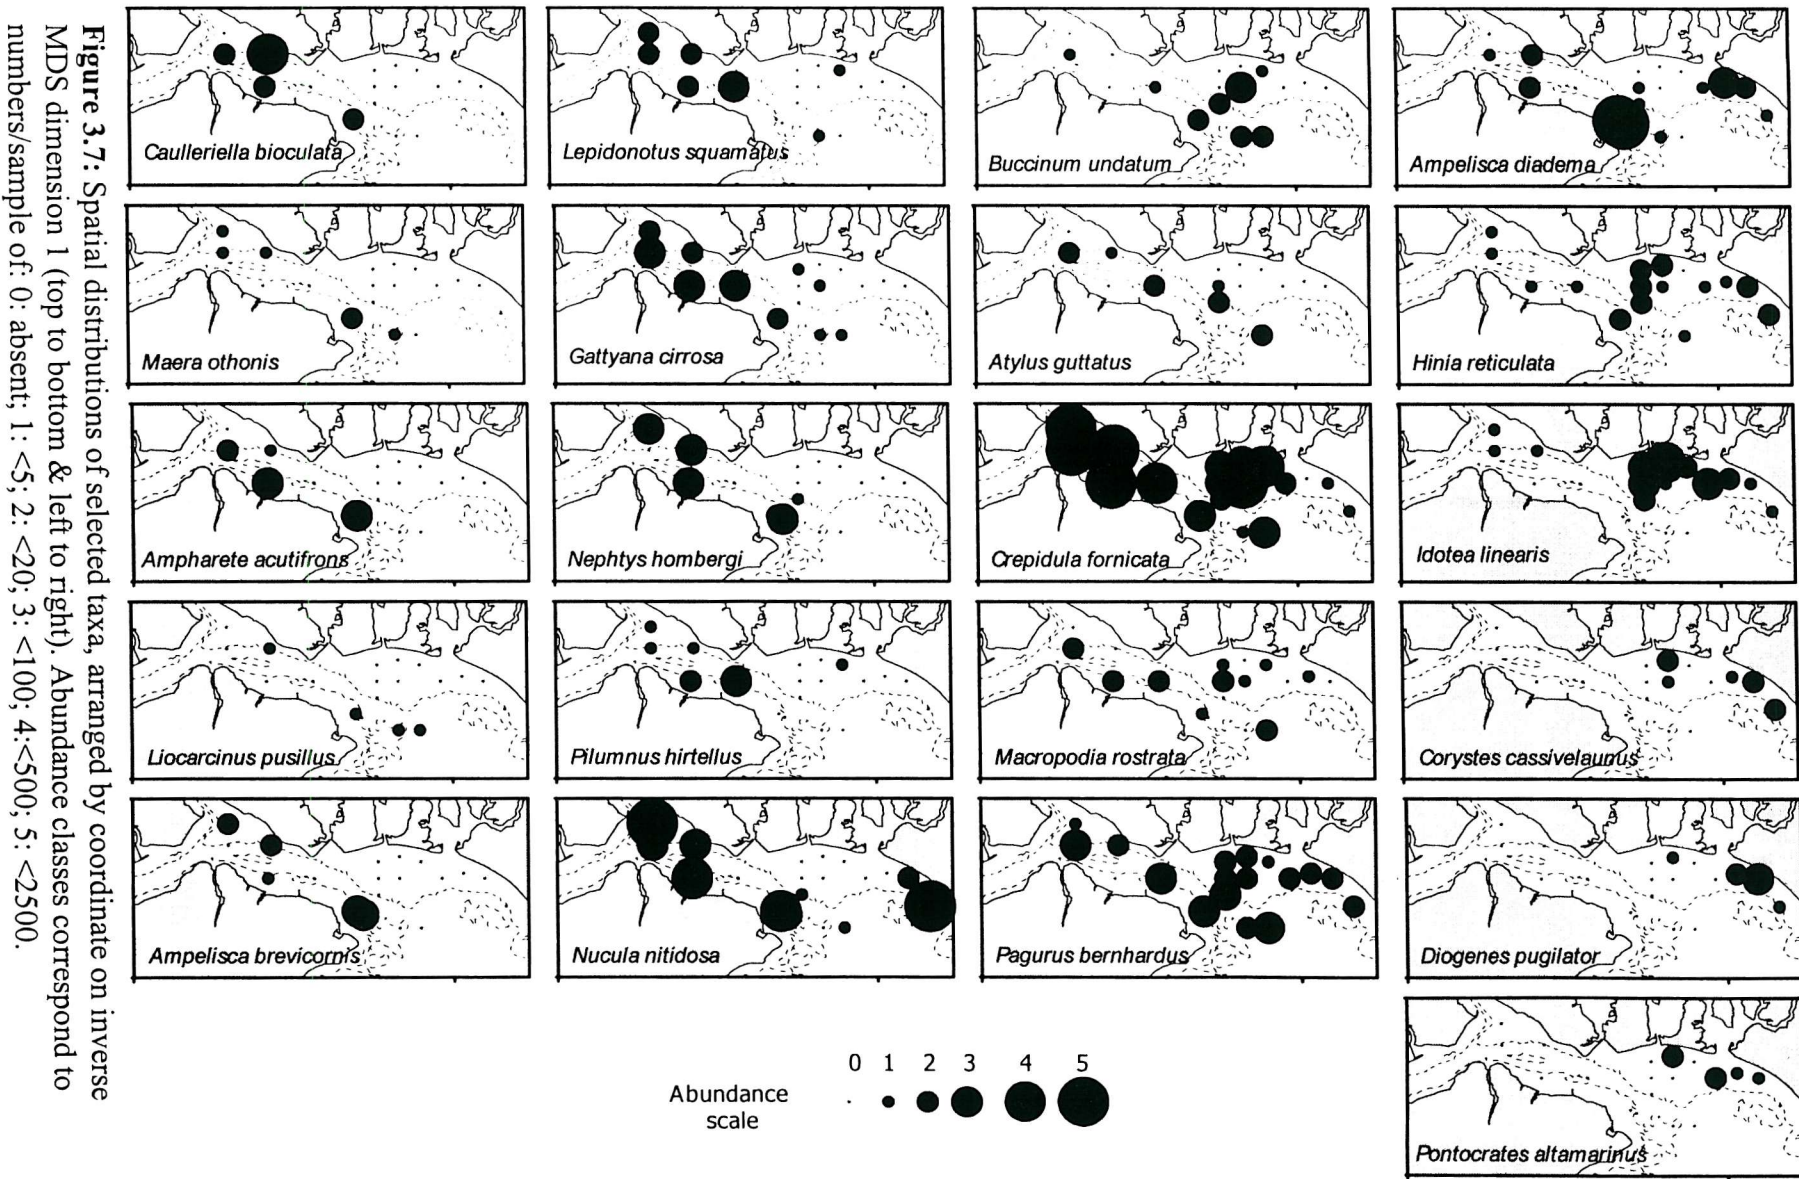 Caulleriella bioculata
Maera othonis
Ampharete acutifrons
Liocarcinus pusillus
Ampelisca brevicornis
Lepidonotus squamatus
Gattyana cirrosa
Nephtys hombergi
Pilumnus hirtellus
Nucula nitidosa
Buccinum undatum
Atylus guttatus
Crepidula fornicata
Macropodia rostrata
Pagurus bernhardus
Ampelisca diadema
Hinia reticulata
Idotea linearis
Corystes cassivelaunus
Diogenes pugilator
Pontocrates altamarinus
Abundance
scale
0 1 2 3 4 5
Figure 3.7: Spatial distributions of selected taxa, arranged by coordinate on inverse
MDS dimension 1 (top to bottom & left to right). Abundance classes correspond to
numbers/sample of: 0: absent; 1: <5; 2: <20; 3: <100; 4:<500; 5: <2500.